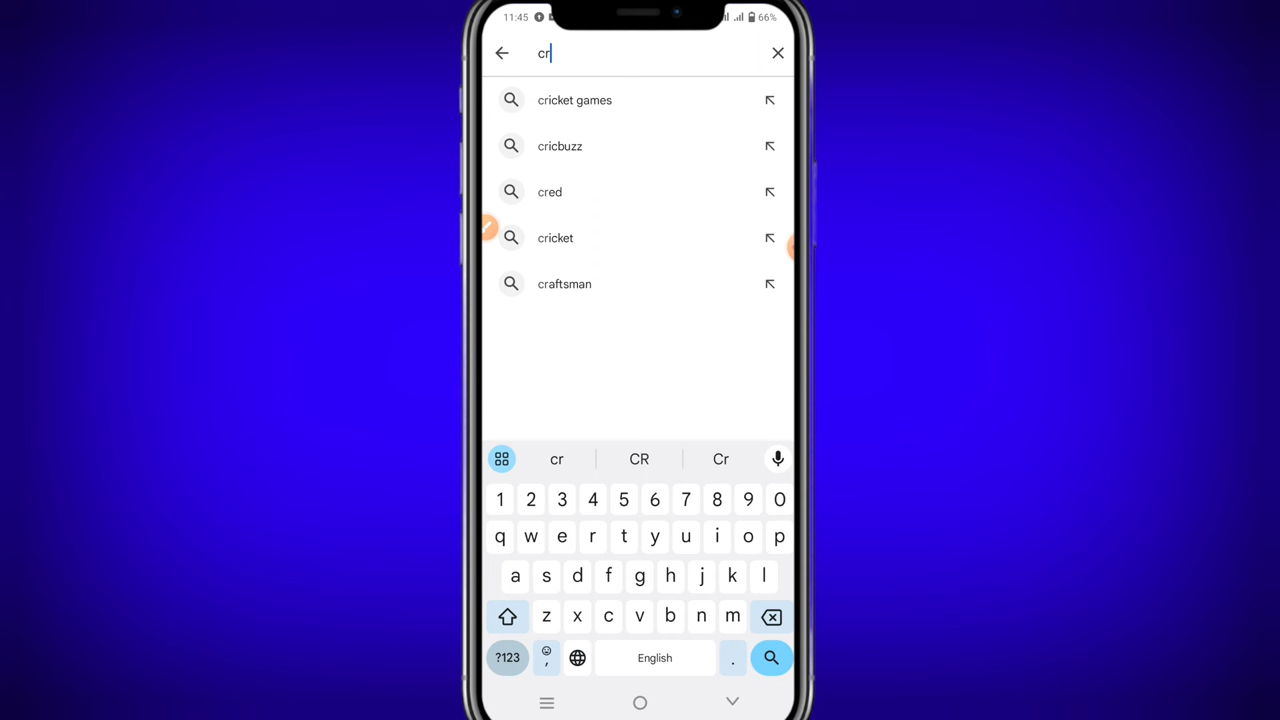 11:45 66%
cr
cricket games
cricbuzz
cred
cricket
craftsman
cr CR Cr
1 2 3 4 5 6 7 8 9 0
q w e r t y u i o p
a s d f g h j k l
z x c v b n m
?123 , English .